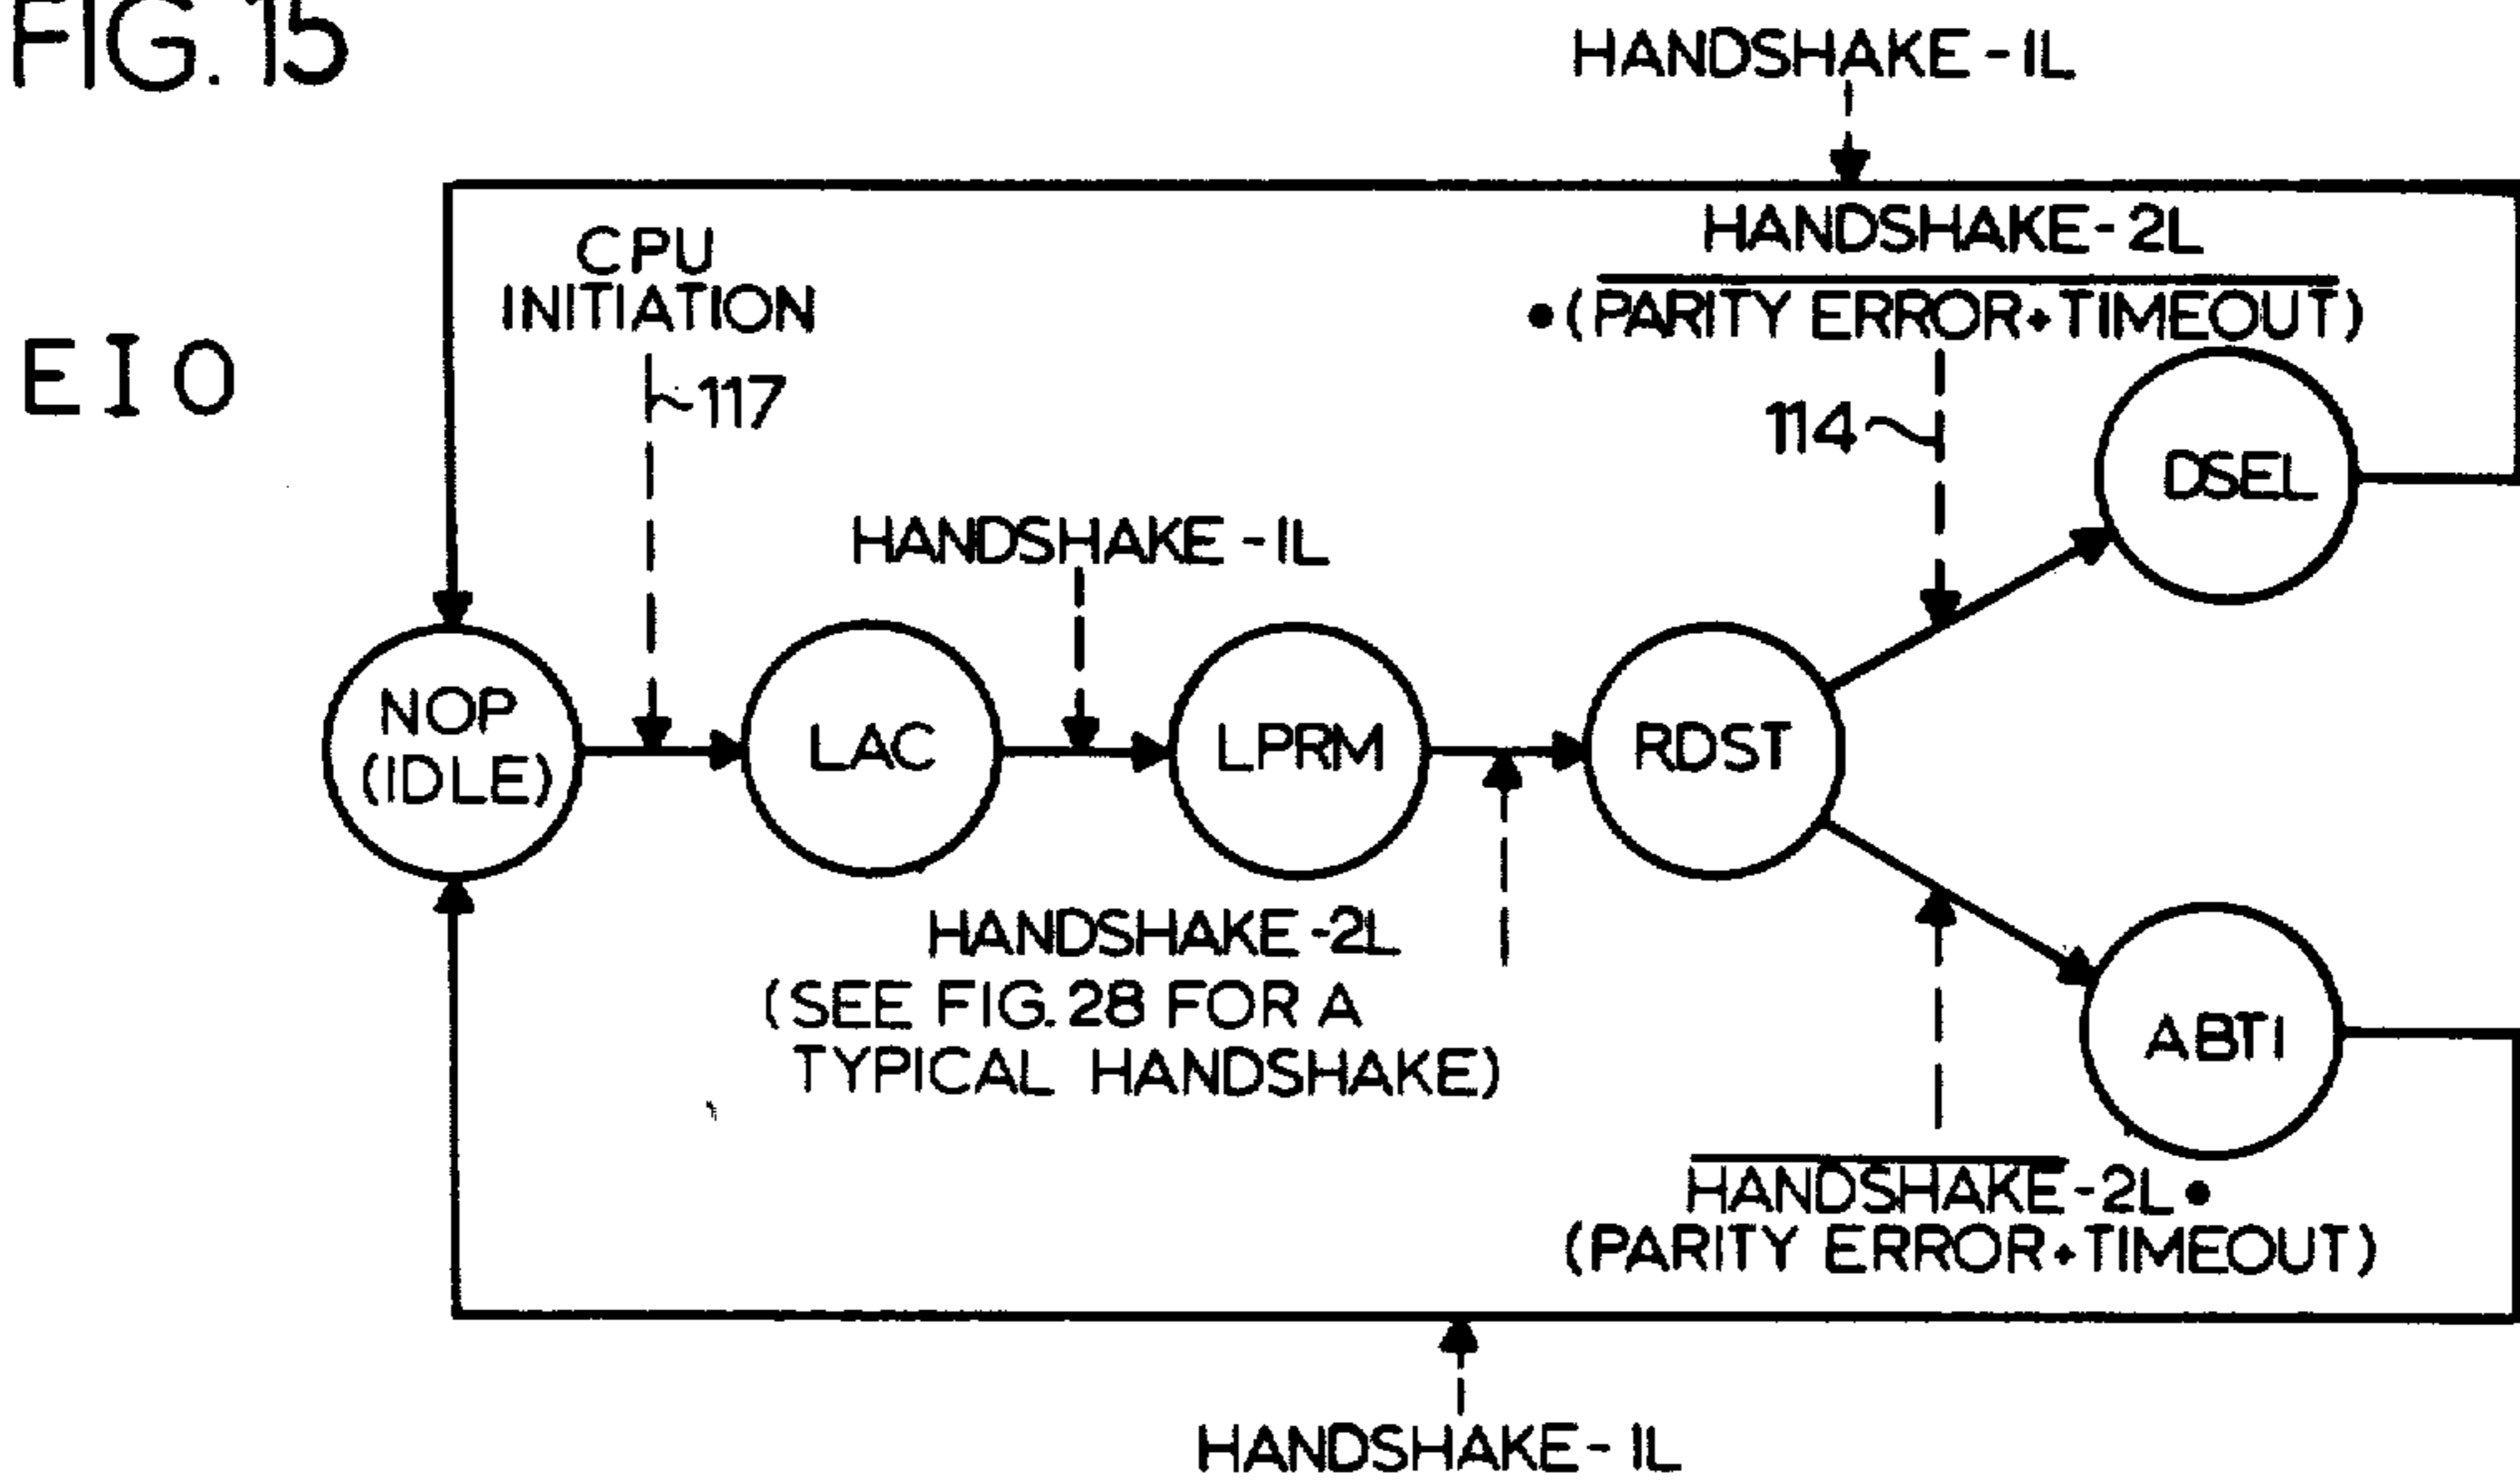 FIG. 15
HANDSHAKE-1L
HANDSHAKE-2L
•(PARITY ERROR+TIMEOUT)
CPU
INITIATION
EIO
117
114
DSEL
HANDSHAKE-1L
NOP
(IDLE)
LAC
LPRM
RDST
HANDSHAKE-2L
(SEE FIG. 28 FOR A
TYPICAL HANDSHAKE)
ABTI
HANDSHAKE-2L•
(PARITY ERROR+TIMEOUT)
HANDSHAKE-1L